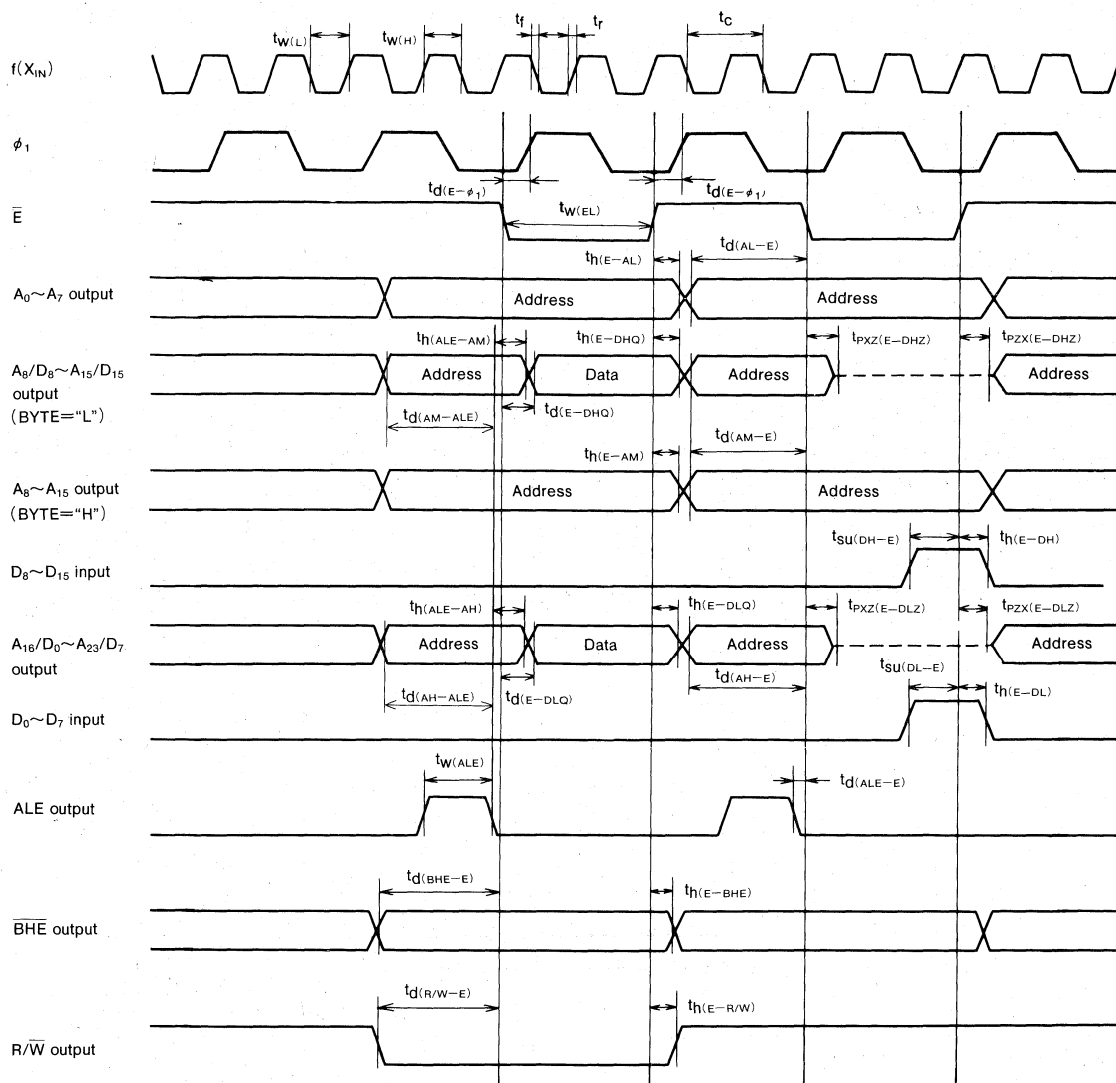 tf tr tc
tw(L) tw(H)
f(XIN)
ϕ1
td(E−ϕ1) td(E−ϕ1)
E̅ tw(EL)
th(E−AL) td(AL−E)
A0~A7 output Address Address
th(ALE−AM) th(E−DHQ) tPXZ(E−DHZ) tPZX(E−DHZ)
A8/D8~A15/D15 Address Data Address Address
output
(BYTE="L") td(AM−ALE) td(E−DHQ) td(AM−E)
th(E−AM)
A8~A15 output Address Address
(BYTE="H")
tsu(DH−E) th(E−DH)
D8~D15 input
th(ALE−AH) th(E−DLQ) tPXZ(E−DLZ) tPZX(E−DLZ)
A16/D0~A23/D7 Address Data Address Address
output
tsu(DL−E)
td(AH−ALE) td(E−DLQ) td(AH−E) th(E−DL)
D0~D7 input
tw(ALE)
td(ALE−E)
ALE output
td(BHE−E) th(E−BHE)
B̅H̅E̅ output
td(R/W−E) th(E−R/W)
R/W̅ output